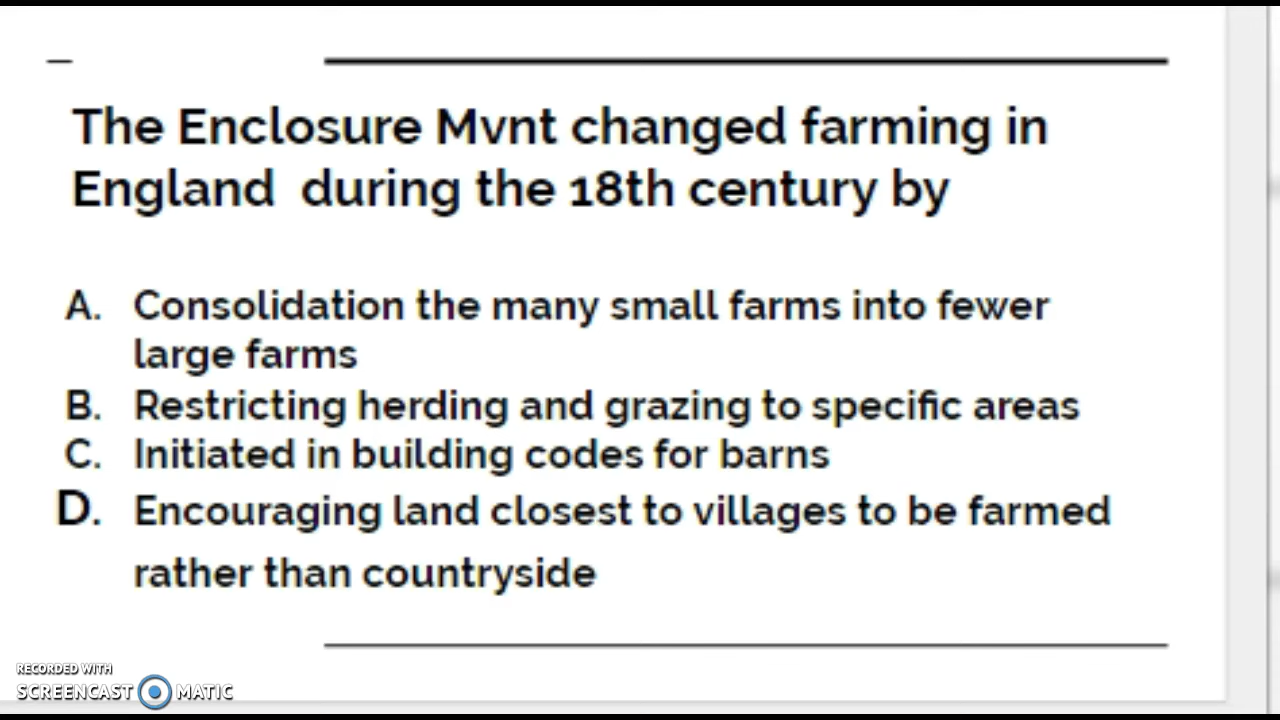 The Enclosure Mvnt changed farming in
England during the 18th century by
A. Consolidation the many small farms into fewer
large farms
B. Restricting herding and grazing to specific areas
C. Initiated in building codes for barns
D. Encouraging land closest to villages to be farmed
rather than countryside
RECORDED WITH
SCREENCAST MATIC